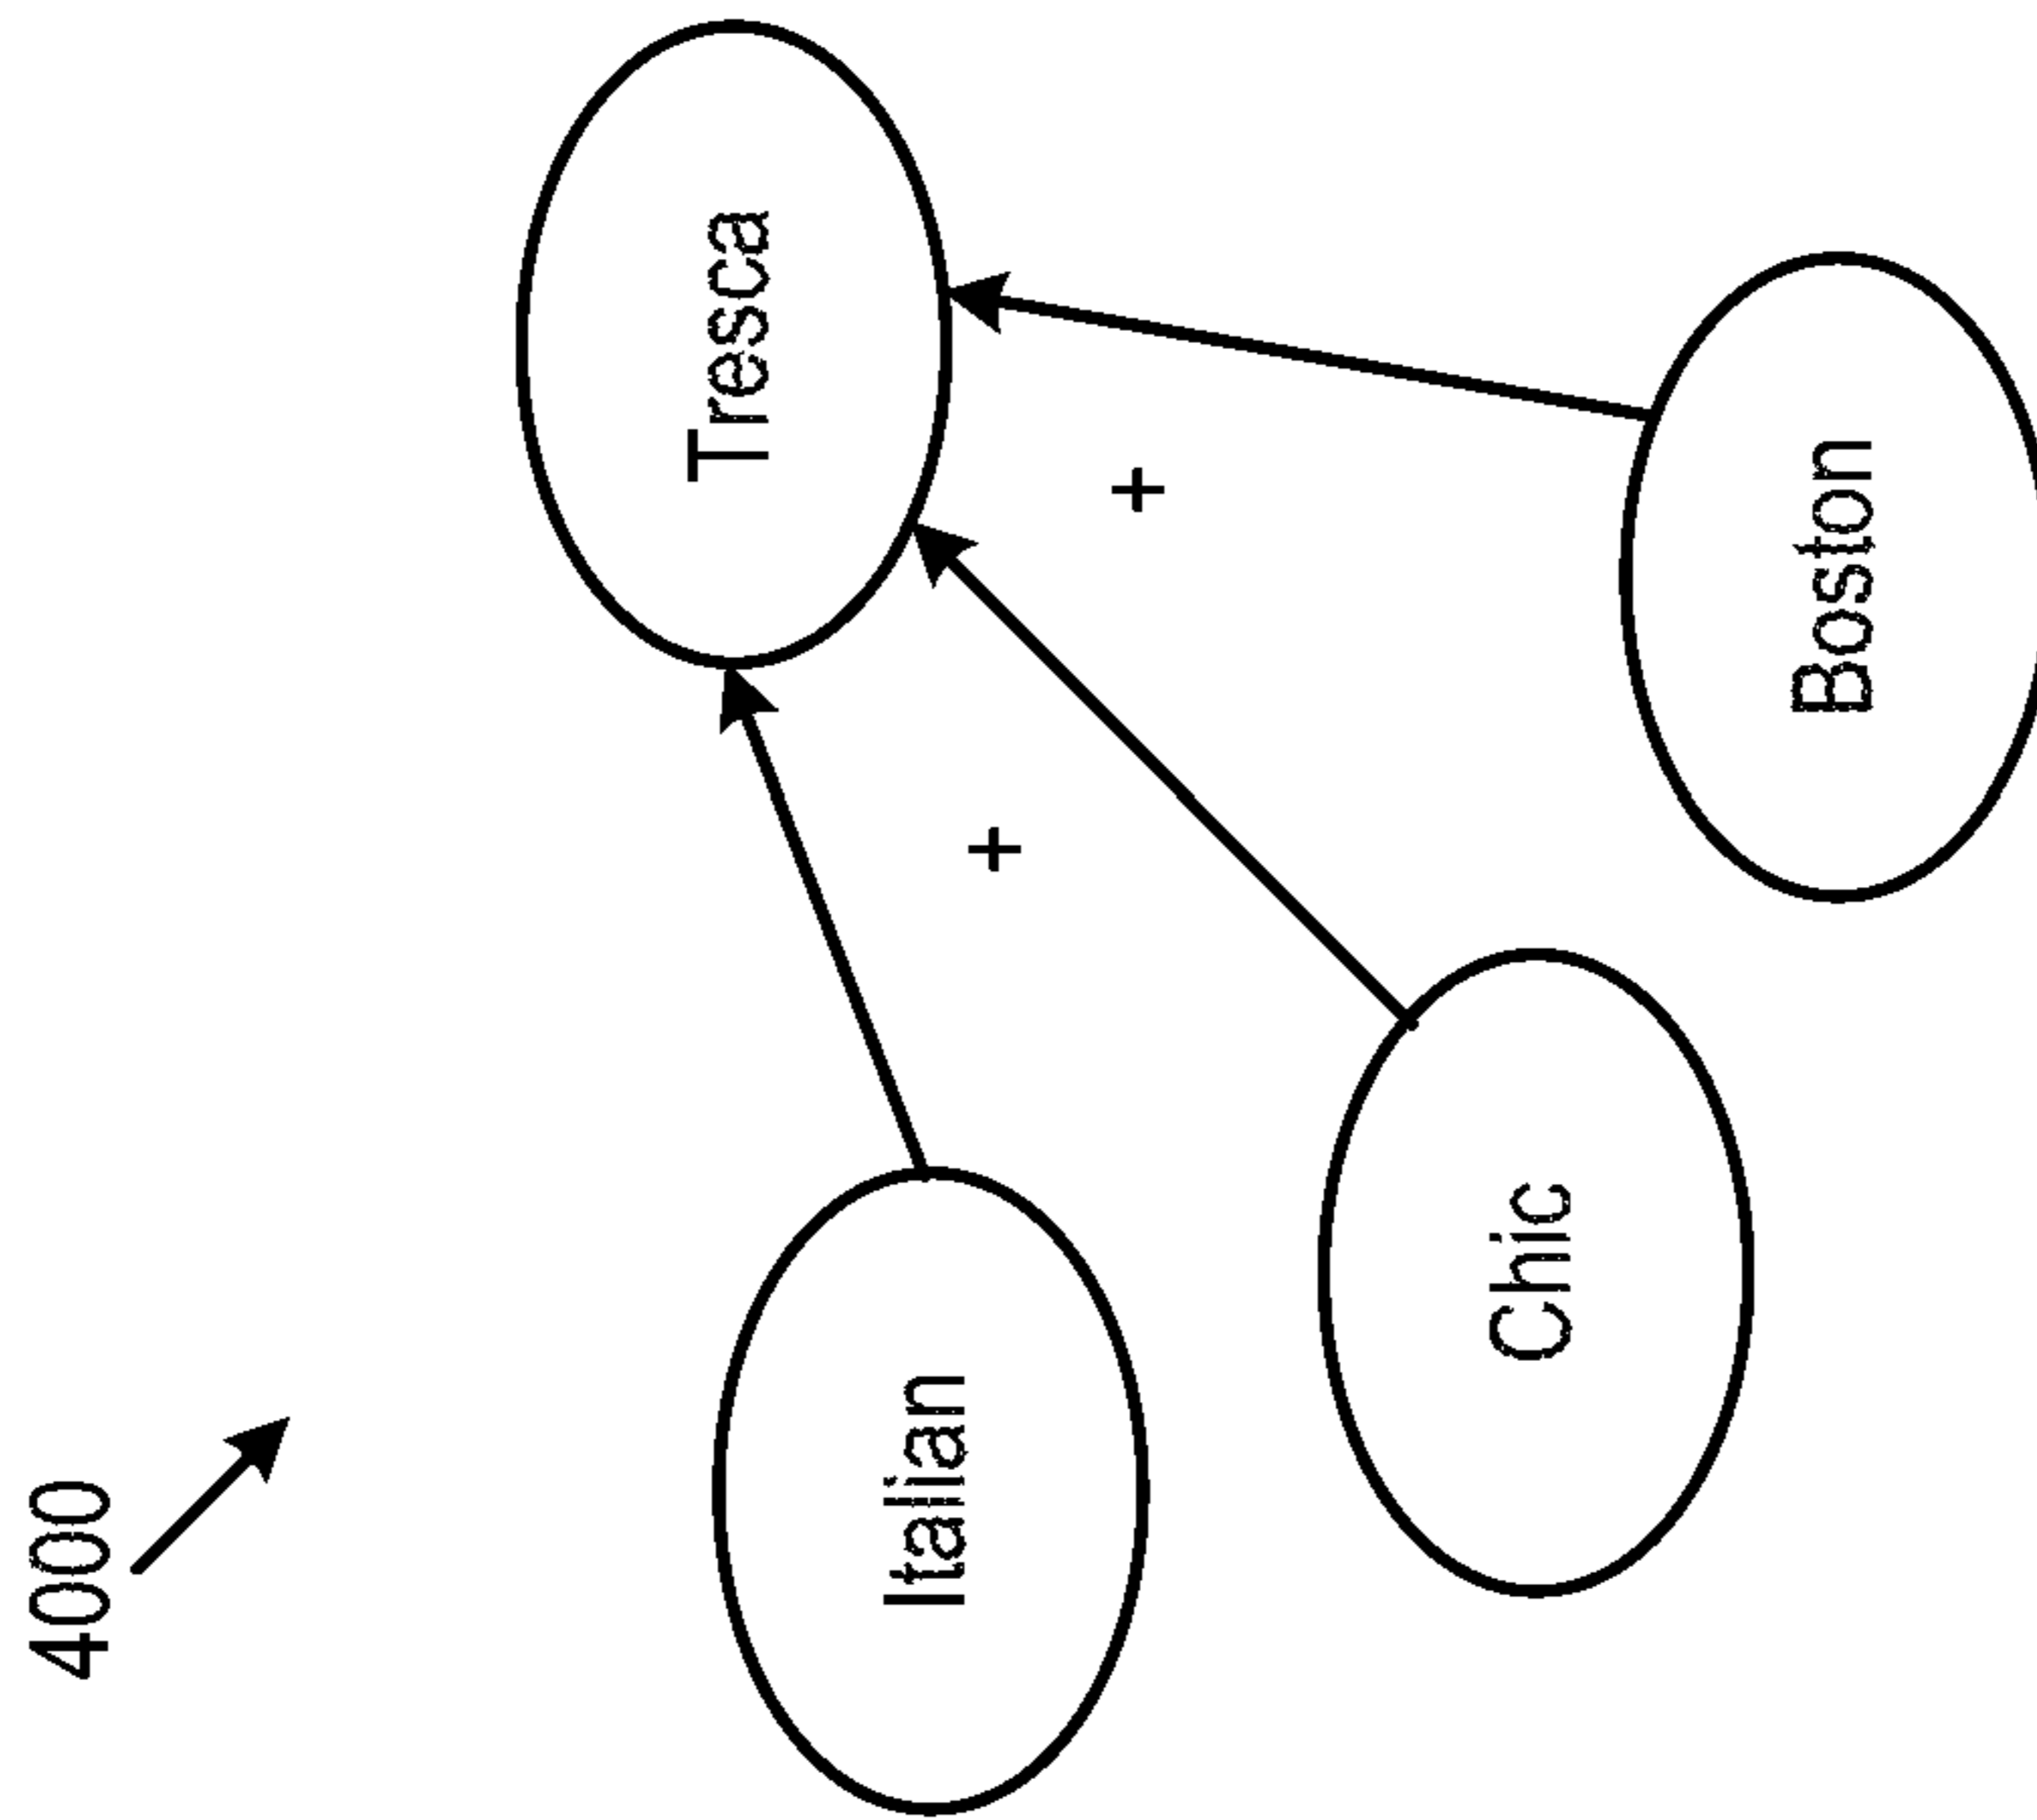 4000
Tresca
+
+
Italian
Chic
Boston